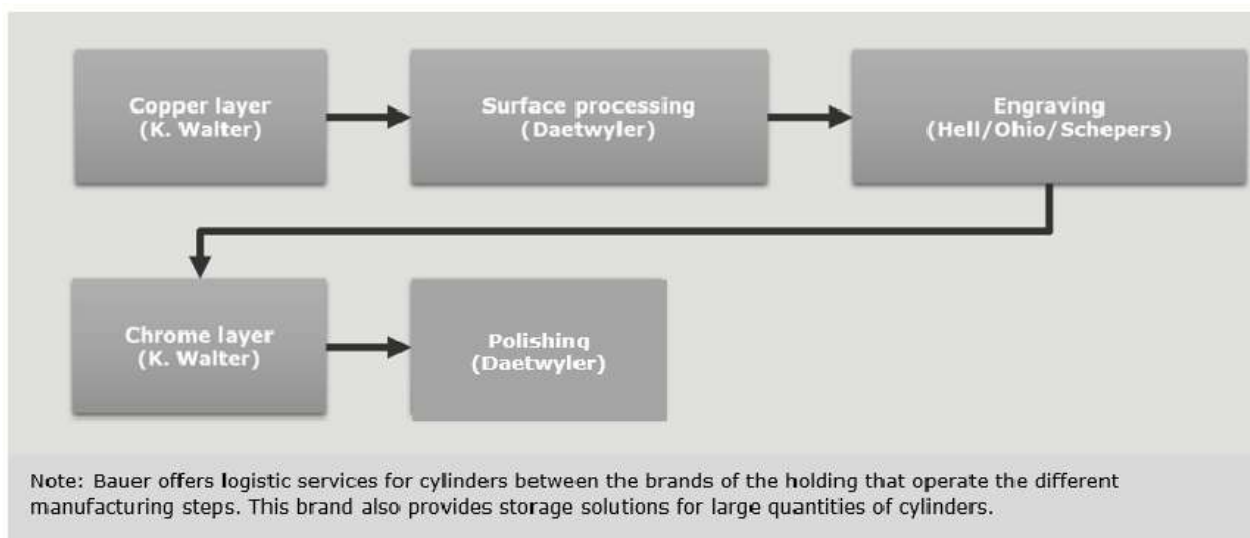 Copper layer
(K. Walter)
Surface processing
(Daetwyler)
Engraving
(Hell/Ohio/Schepers)
Chrome layer
(K. Walter)
Polishing
(Daetwyler)
Note: Bauer offers logistic services for cylinders between the brands of the holding that operate the different
manufacturing steps. This brand also provides storage solutions for large quantities of cylinders.